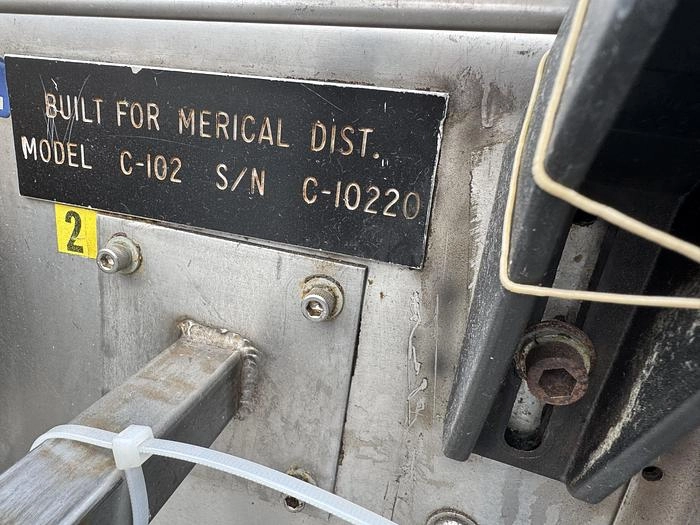 BUILT FOR MERICAL DIST.
MODEL C-102 S/N C-10220
2